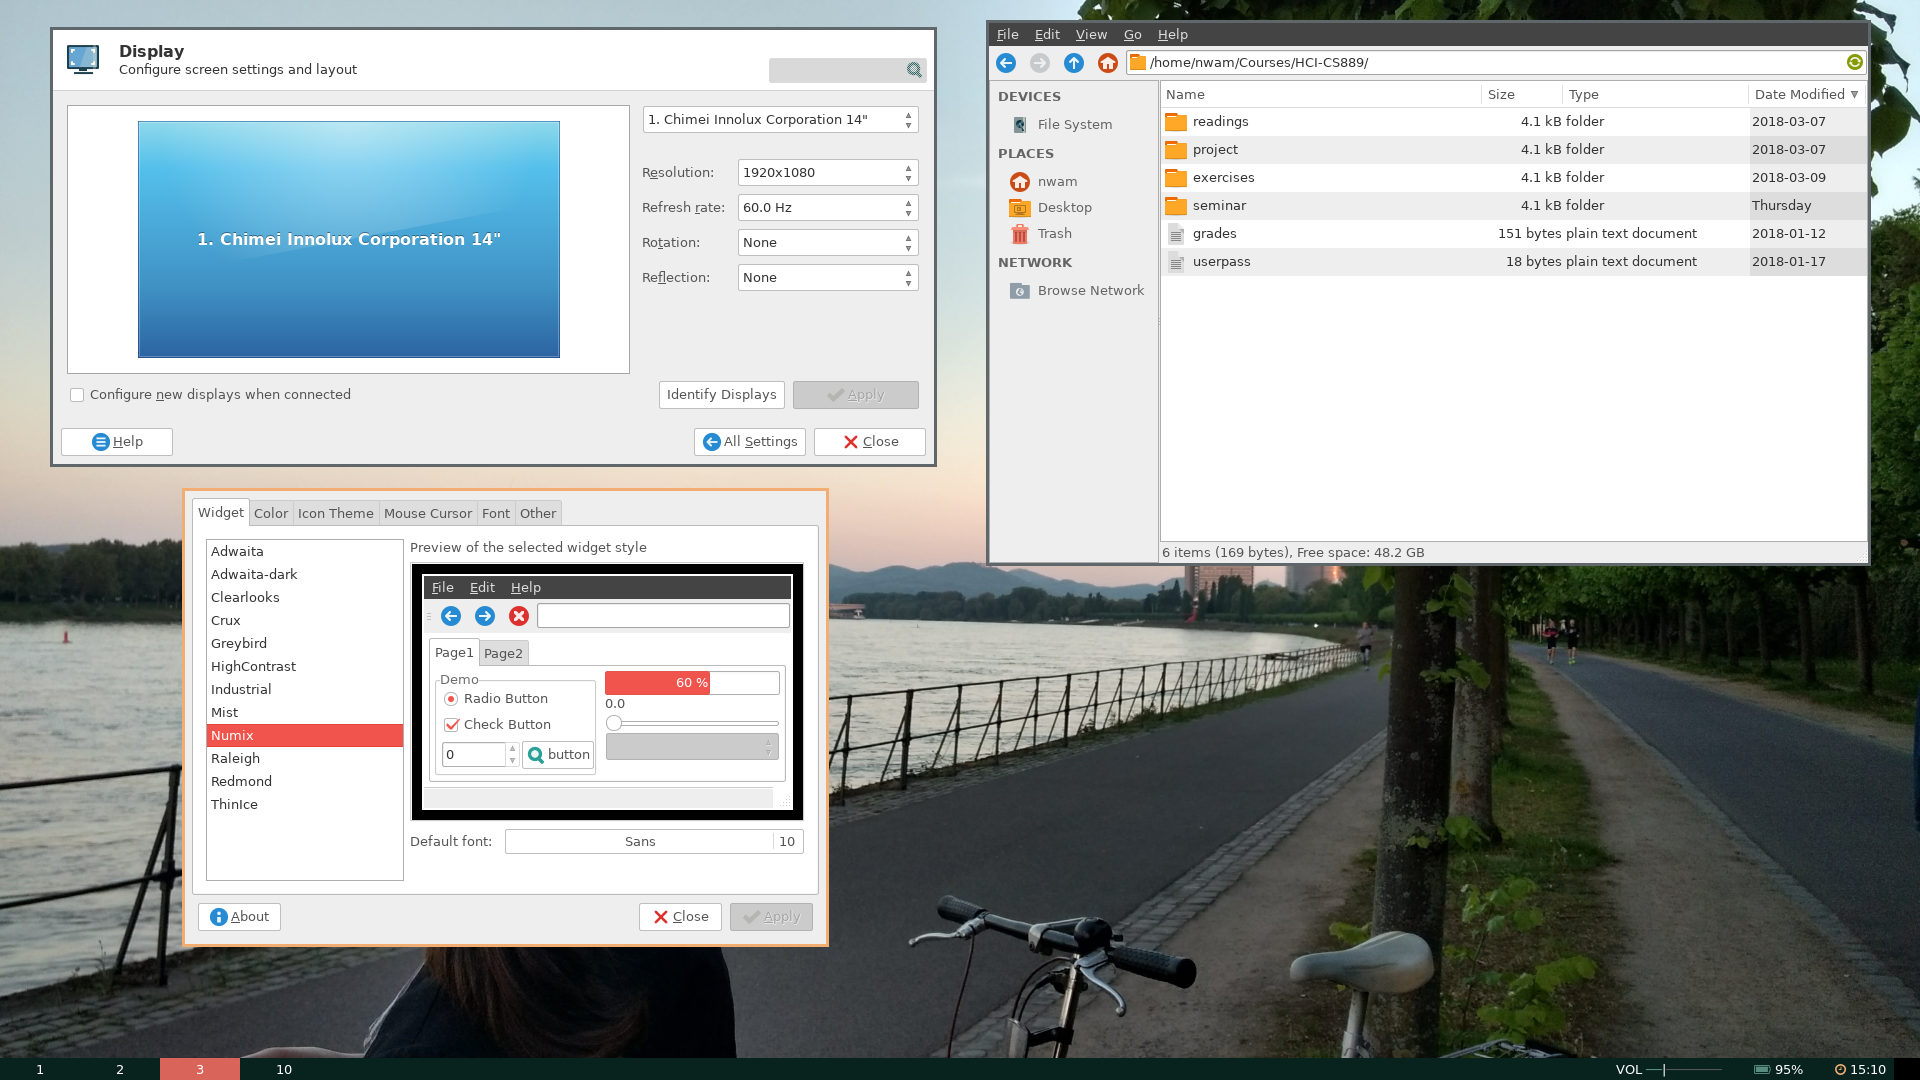 Display
Configure screen settings and layout
1. Chimei Innolux Corporation 14"
1. Chimei Innolux Corporation 14"
Resolution: 1920x1080
Refresh rate: 60.0 Hz
Rotation: None
Reflection: None
Configure new displays when connected
Identify Displays
Apply
Help
All Settings
Close
File Edit View Go Help
/home/nwam/Courses/HCI-CS889/
DEVICES
File System
PLACES
nwam
Desktop
Trash
NETWORK
Browse Network
Name Size Type Date Modified
readings 4.1 kB folder 2018-03-07
project 4.1 kB folder 2018-03-07
exercises 4.1 kB folder 2018-03-09
seminar 4.1 kB folder Thursday
grades 151 bytes plain text document 2018-01-12
userpass 18 bytes plain text document 2018-01-17
6 items (169 bytes), Free space: 48.2 GB
Widget Color Icon Theme Mouse Cursor Font Other
Adwaita
Adwaita-dark
Clearlooks
Crux
Greybird
HighContrast
Industrial
Mist
Numix
Raleigh
Redmond
ThinIce
Preview of the selected widget style
File Edit Help
Page1 Page2
Demo
Radio Button
Check Button
0
button
60 %
0.0
Default font: Sans 10
About
Close
Apply
1 2 3 10
VOL 95% 15:10